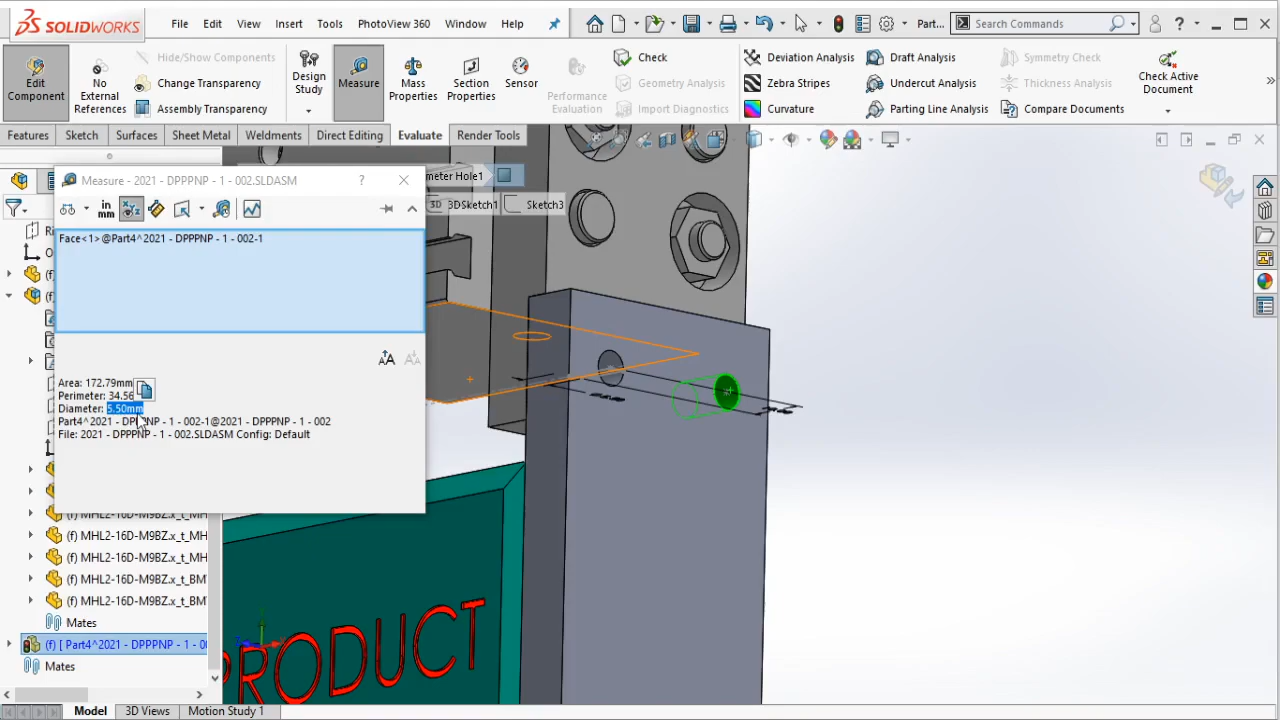 SOLIDWORKS
File Edit View Insert Tools PhotoView 360 Window Help
Part...
Search Commands
Edit Component
No External References
Hide/Show Components
Change Transparency
Assembly Transparency
Design Study
Measure
Mass Properties
Section Properties
Sensor
Performance Evaluation
Check
Geometry Analysis
Import Diagnostics
Deviation Analysis
Zebra Stripes
Curvature
Draft Analysis
Undercut Analysis
Parting Line Analysis
Symmetry Check
Thickness Analysis
Compare Documents
Check Active Document
Features Sketch Surfaces Sheet Metal Weldments Direct Editing Evaluate Render Tools
Measure - 2021 - DPPPNP - 1 - 002.SLDASM
meter Hole1
3D 3DSketch1 Sketch3
in mm
Face<1>@Part4^2021 - DPPPNP - 1 - 002-1
Area: 172.79mm
Perimeter: 34.56
Diameter: 5.50mm
Part4^2021 - DPPPNP - 1 - 002-1@2021 - DPPPNP - 1 - 002
File: 2021 - DPPPNP - 1 - 002.SLDASM Config: Default
(f) MHL2-16D-M9BZ.x_t_MH
(f) MHL2-16D-M9BZ.x_t_MH
(f) MHL2-16D-M9BZ.x_t_MH
(f) MHL2-16D-M9BZ.x_t_BM
(f) MHL2-16D-M9BZ.x_t_BM
Mates
(f) [ Part4^2021 - DPPPNP - 1 - 00
Mates
PRODUCT
Model 3D Views Motion Study 1